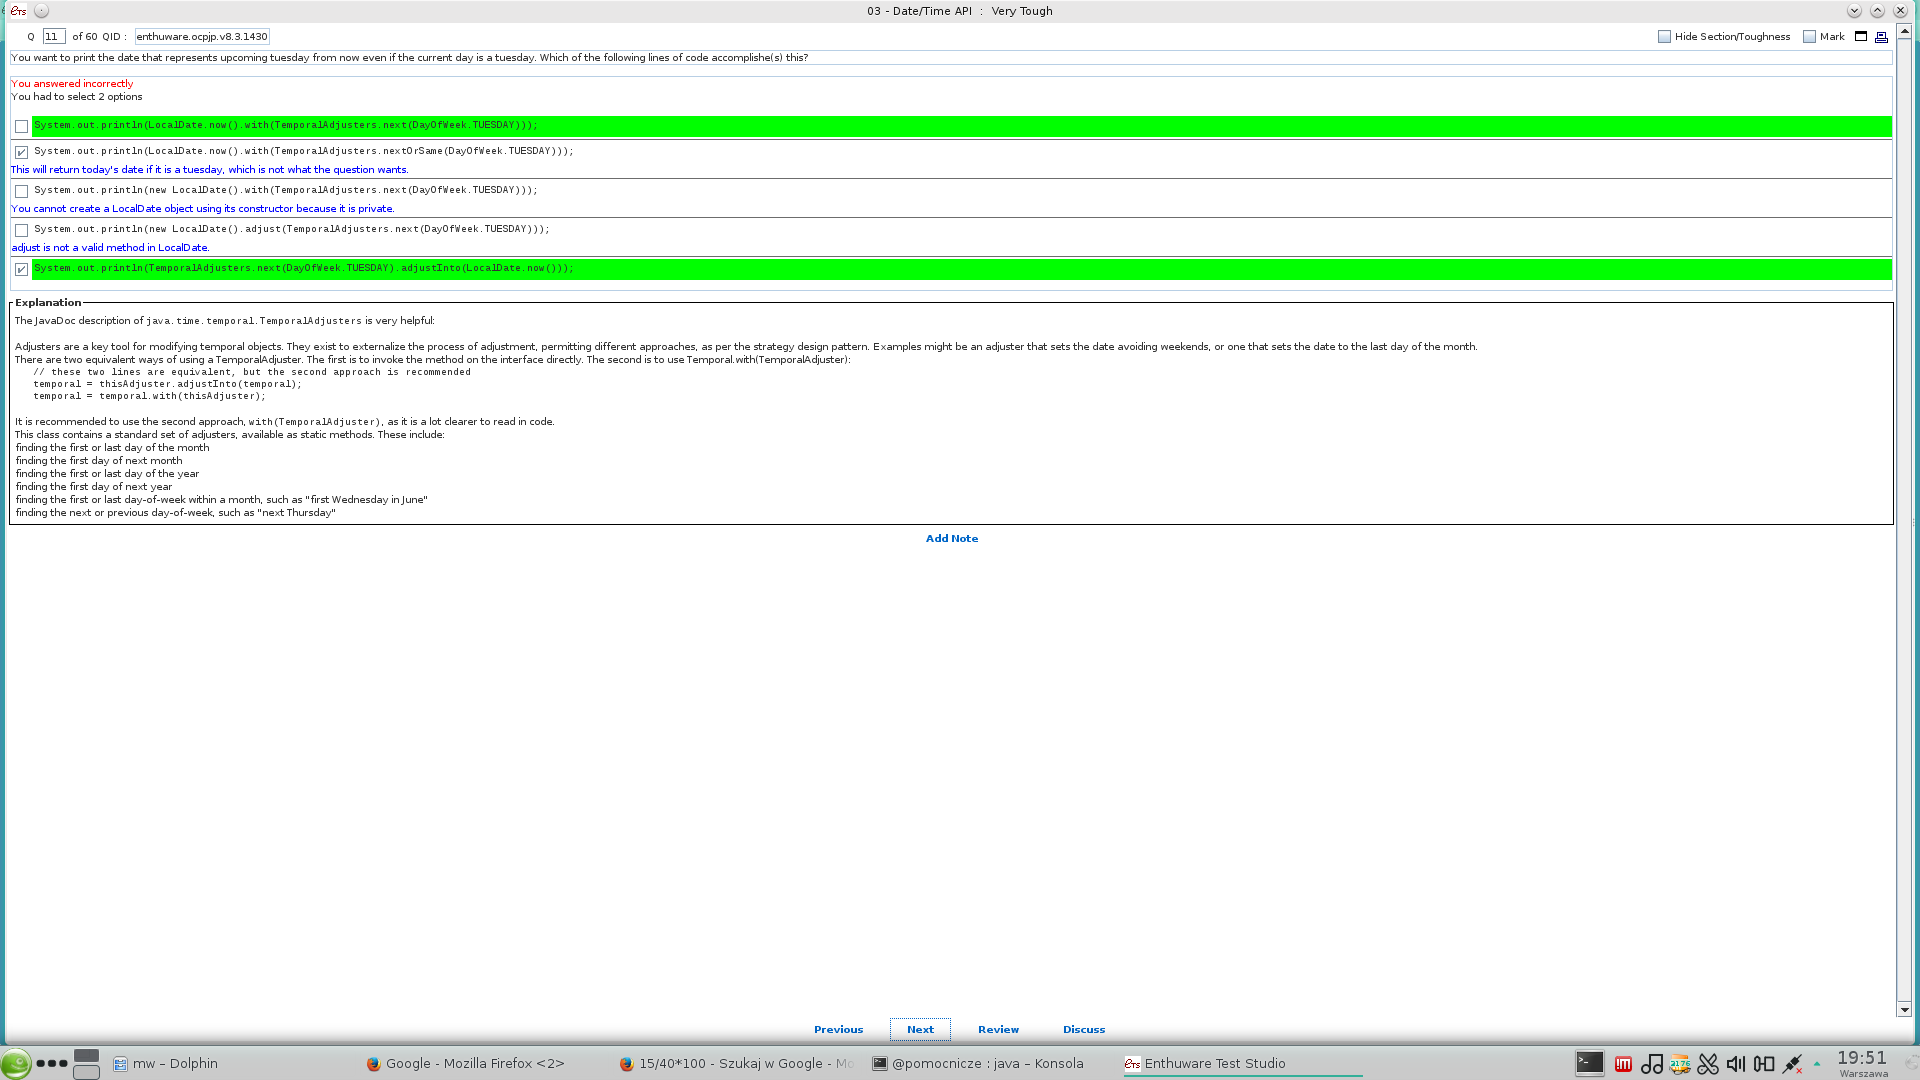 ETS 03 - Date/Time API : Very Tough
Q 11 of 60 QID : enthuware.ocpjp.v8.3.1430 Hide Section/Toughness Mark
You want to print the date that represents upcoming tuesday from now even if the current day is a tuesday. Which of the following lines of code accomplishe(s) this?
You answered incorrectly
You had to select 2 options
System.out.println(LocalDate.now().with(TemporalAdjusters.next(DayOfWeek.TUESDAY)));
System.out.println(LocalDate.now().with(TemporalAdjusters.nextOrSame(DayOfWeek.TUESDAY)));
This will return today's date if it is a tuesday, which is not what the question wants.
System.out.println(new LocalDate().with(TemporalAdjusters.next(DayOfWeek.TUESDAY)));
You cannot create a LocalDate object using its constructor because it is private.
System.out.println(new LocalDate().adjust(TemporalAdjusters.next(DayOfWeek.TUESDAY)));
adjust is not a valid method in LocalDate.
System.out.println(TemporalAdjusters.next(DayOfWeek.TUESDAY).adjustInto(LocalDate.now()));
Explanation
The JavaDoc description of java.time.temporal.TemporalAdjusters is very helpful:
Adjusters are a key tool for modifying temporal objects. They exist to externalize the process of adjustment, permitting different approaches, as per the strategy design pattern. Examples might be an adjuster that sets the date avoiding weekends, or one that sets the date to the last day of the month.
There are two equivalent ways of using a TemporalAdjuster. The first is to invoke the method on the interface directly. The second is to use Temporal.with(TemporalAdjuster):
// these two lines are equivalent, but the second approach is recommended
temporal = thisAdjuster.adjustInto(temporal);
temporal = temporal.with(thisAdjuster);
It is recommended to use the second approach, with(TemporalAdjuster), as it is a lot clearer to read in code.
This class contains a standard set of adjusters, available as static methods. These include:
finding the first or last day of the month
finding the first day of next month
finding the first or last day of the year
finding the first day of next year
finding the first or last day-of-week within a month, such as "first Wednesday in June"
finding the next or previous day-of-week, such as "next Thursday"
Add Note
Previous Next Review Discuss
mw – Dolphin Google - Mozilla Firefox <2> 15/40*100 - Szukaj w Google - Mo @pomocnicze : java – Konsola ETS Enthuware Test Studio 19:51
Warszawa